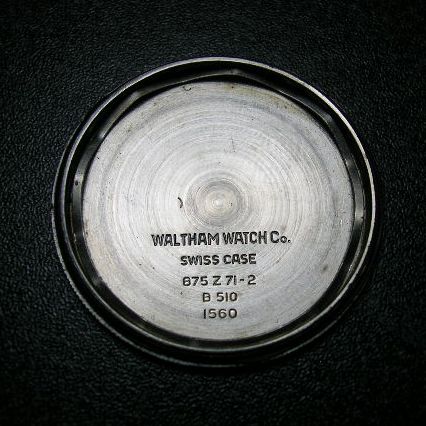 WALTHAM WATCH Co.
SWISS CASE
875 Z 71-2
B 510
1560